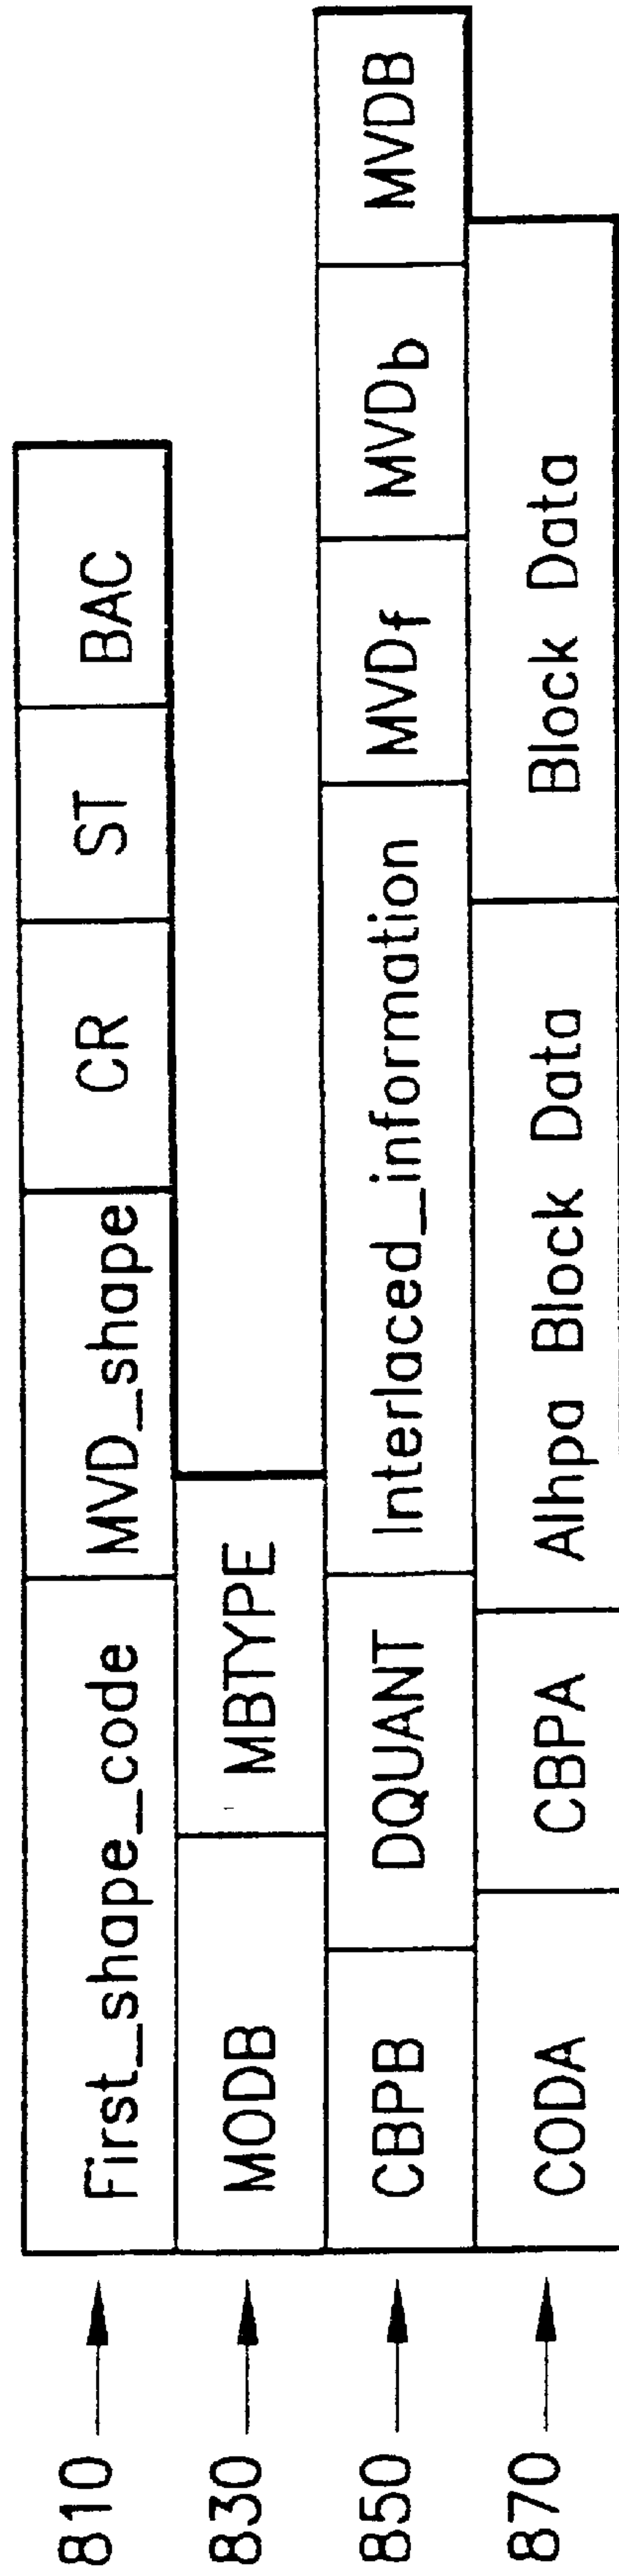 810 First_shape_code MVD_shape CR ST BAC
830 MODB MBTYPE
850 CBPB DQUANT Interlaced_information MVDf MVDb MVDB
870 CODA CBPA Alhpa Block Data Block Data